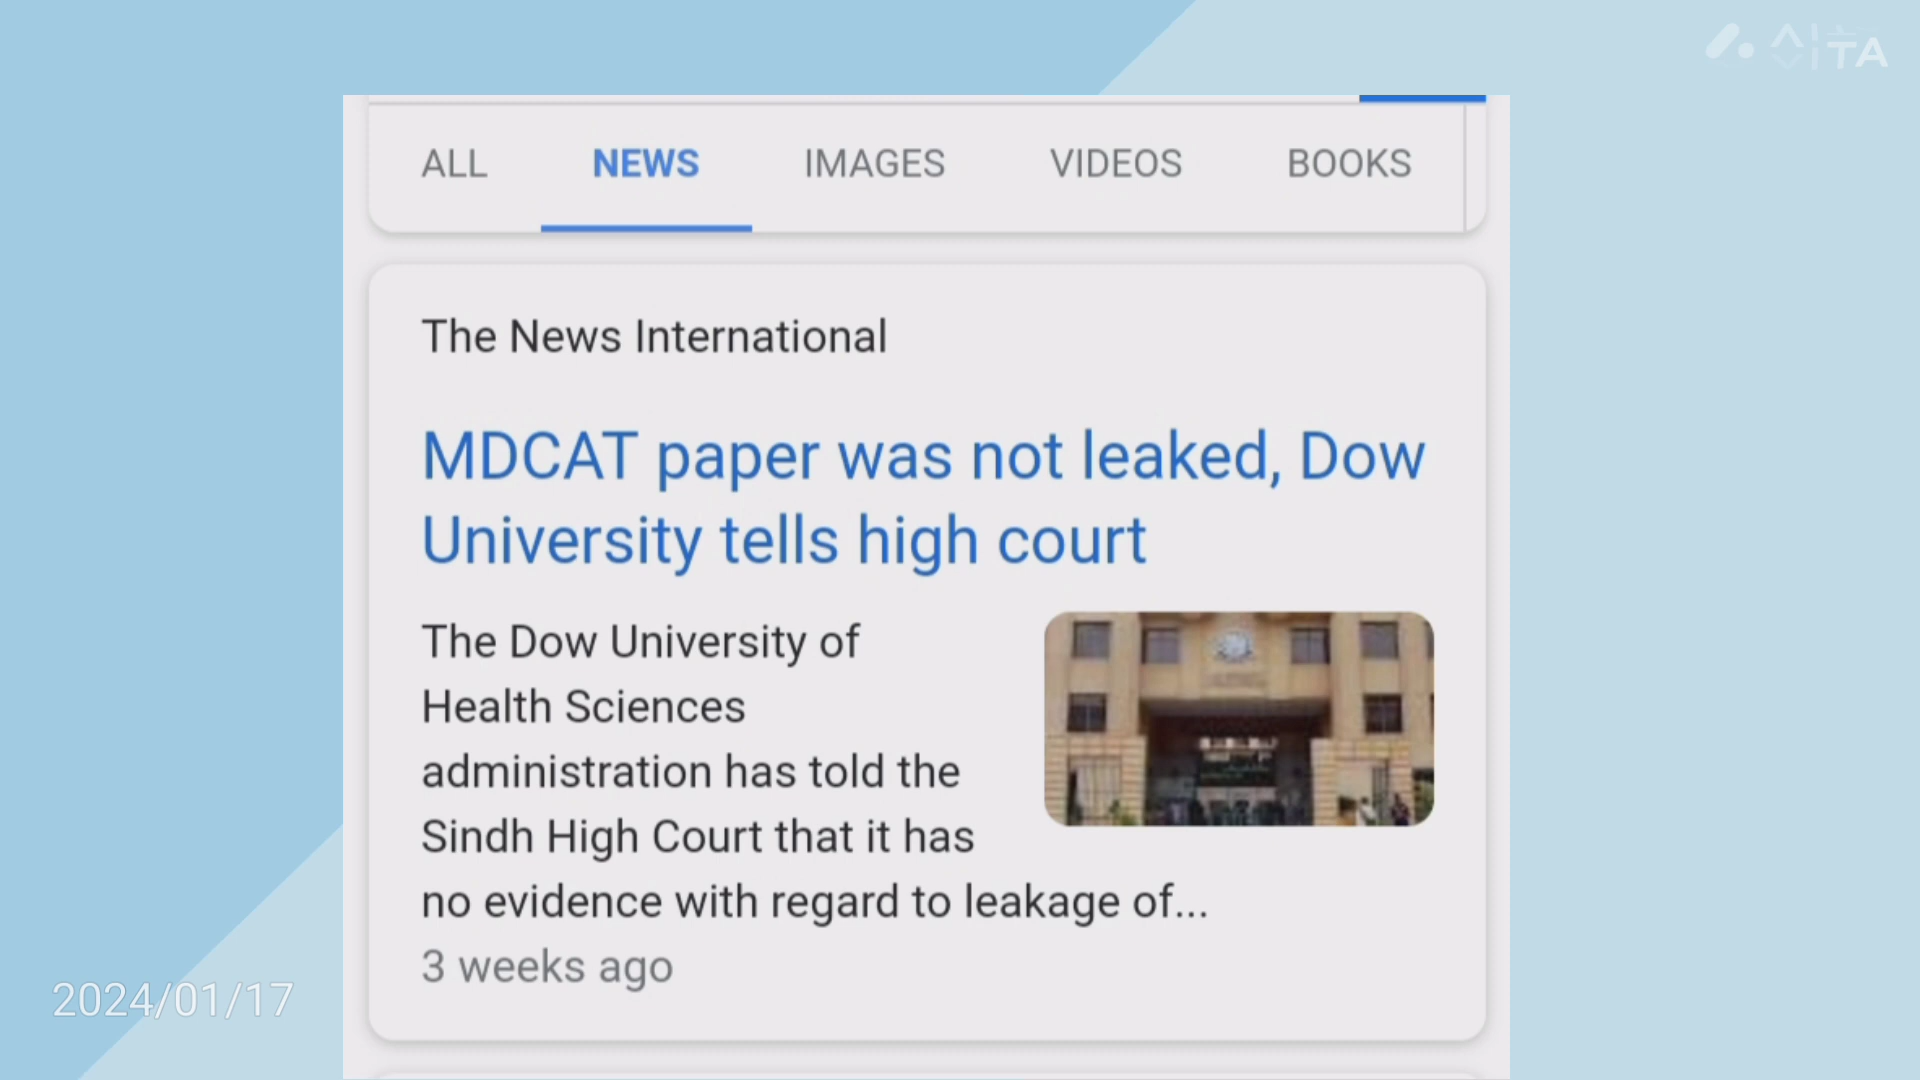 ALL NEWS IMAGES VIDEOS BOOKS
The News International
MDCAT paper was not leaked, Dow
University tells high court
The Dow University of
Health Sciences
administration has told the
Sindh High Court that it has
no evidence with regard to leakage of...
3 weeks ago
2024/01/17